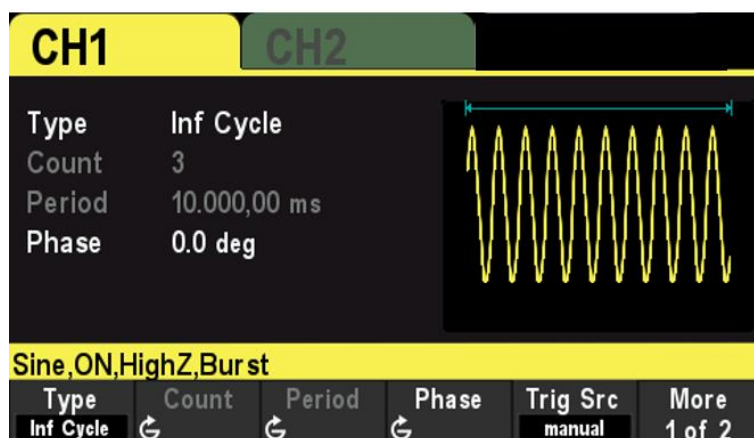 CH1 CH2
Type Inf Cycle
Count 3
Period 10.000,00 ms
Phase 0.0 deg
Sine,ON,HighZ,Burst
Type Count Period Phase Trig Src More
Inf Cycle manual 1 of 2